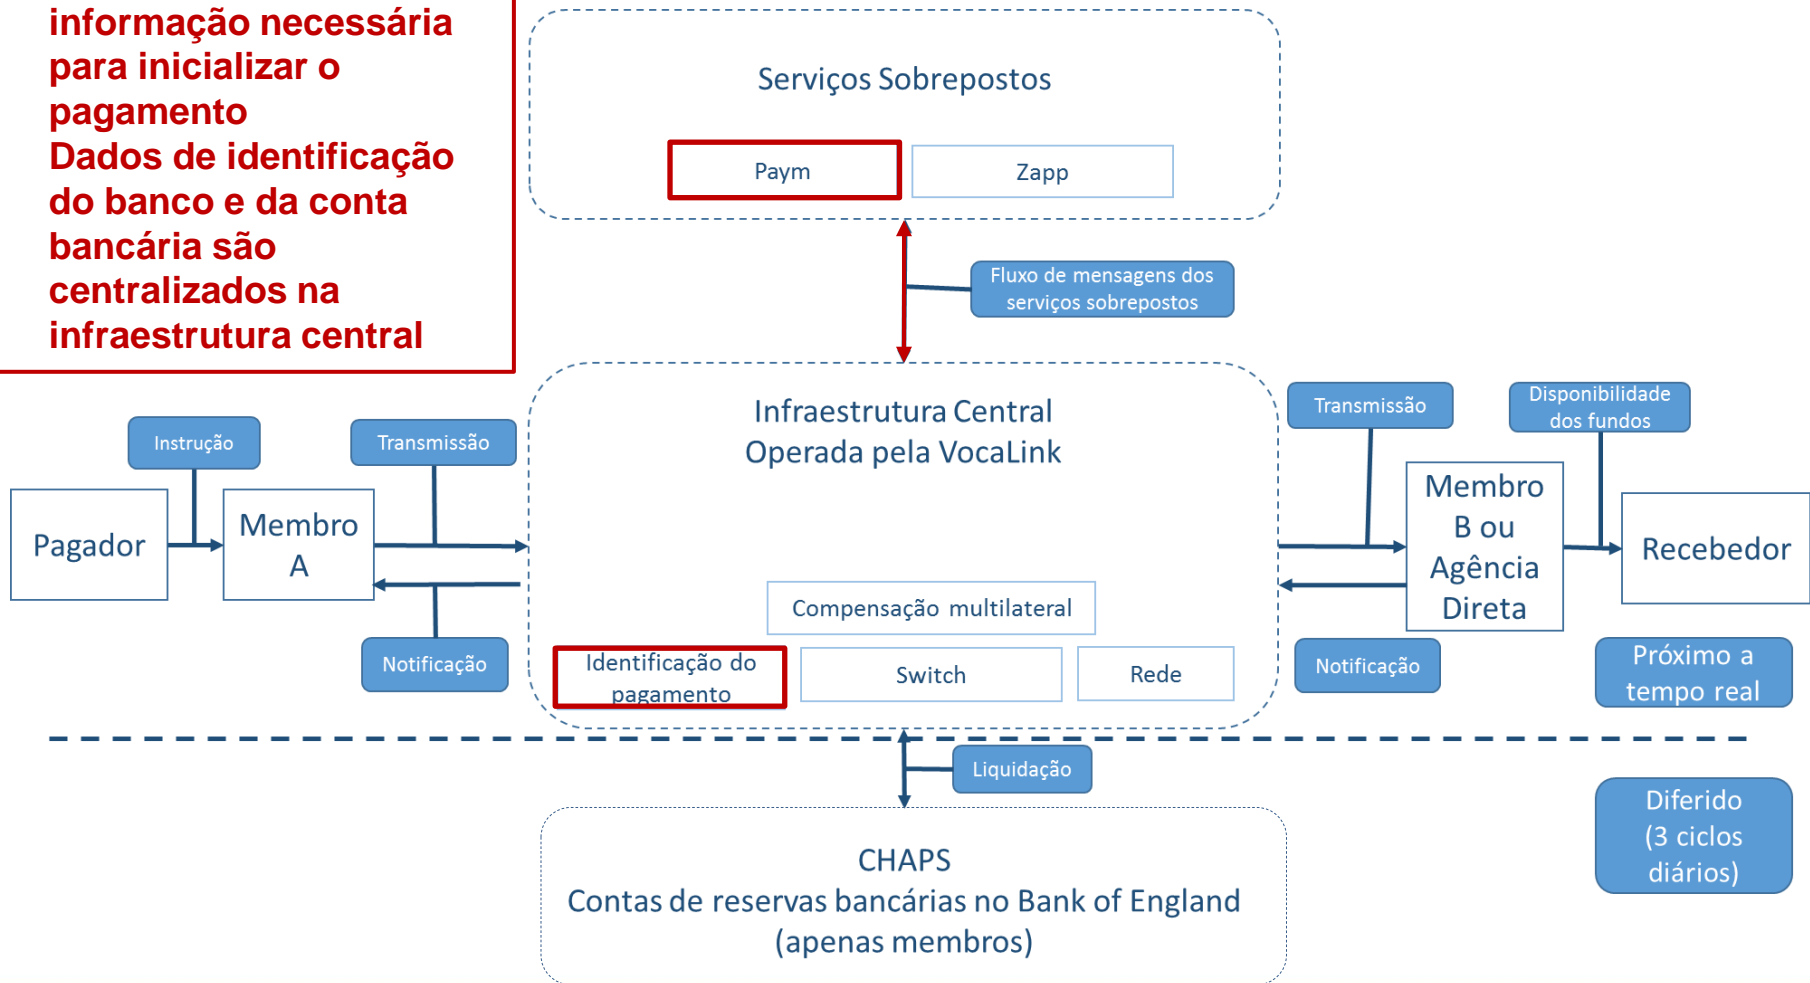 informação necessária
para inicializar o
pagamento
Dados de identificação
do banco e da conta
bancária são
centralizados na
infraestrutura central
Serviços Sobrepostos
Paym
Zapp
Fluxo de mensagens dos
serviços sobrepostos
Infraestrutura Central
Operada pela VocaLink
Instrução
Transmissão
Transmissão
Disponibilidade
dos fundos
Pagador
Membro
A
Membro
B ou
Agência
Direta
Recebedor
Compensação multilateral
Identificação do
pagamento
Switch
Rede
Notificação
Notificação
Próximo a
tempo real
Liquidação
Diferido
(3 ciclos
diários)
CHAPS
Contas de reservas bancárias no Bank of England
(apenas membros)